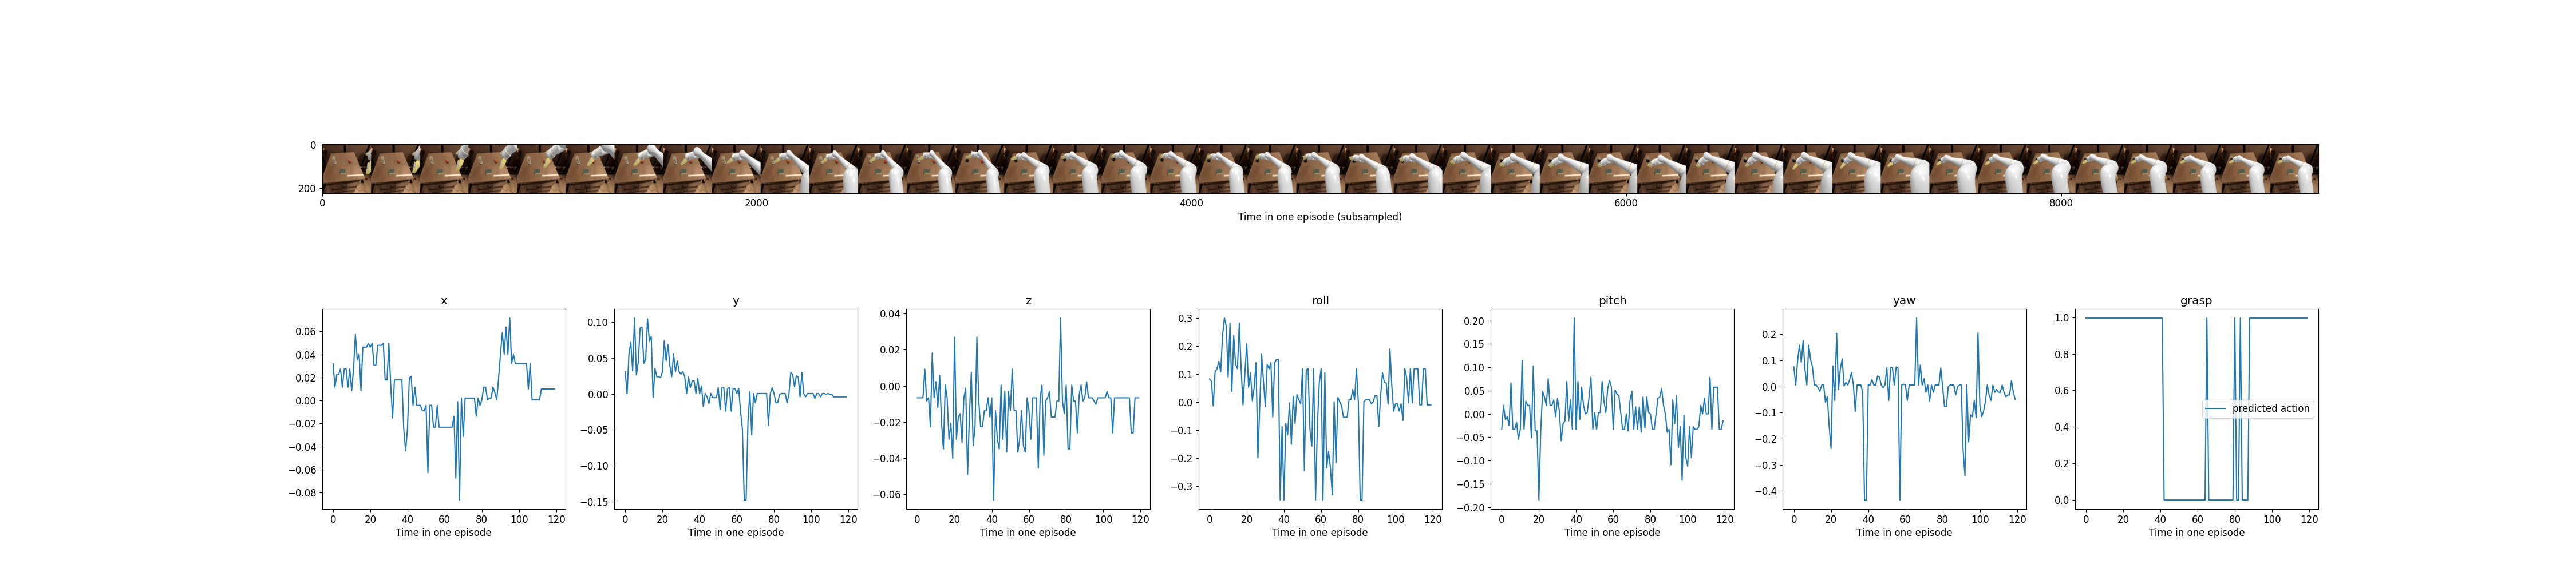 0
200
0 2000 4000 6000 8000
Time in one episode (subsampled)
x
0.06
0.04
0.02
0.00
−0.02
−0.04
−0.06
−0.08
0 20 40 60 80 100 120
Time in one episode
y
0.10
0.05
0.00
−0.05
−0.10
−0.15
0 20 40 60 80 100 120
Time in one episode
z
0.04
0.02
0.00
−0.02
−0.04
−0.06
0 20 40 60 80 100 120
Time in one episode
roll
0.3
0.2
0.1
0.0
−0.1
−0.2
−0.3
0 20 40 60 80 100 120
Time in one episode
pitch
0.20
0.15
0.10
0.05
0.00
−0.05
−0.10
−0.15
−0.20
0 20 40 60 80 100 120
Time in one episode
yaw
0.2
0.1
0.0
−0.1
−0.2
−0.3
−0.4
0 20 40 60 80 100 120
Time in one episode
grasp
1.0
0.8
0.6
0.4
0.2
0.0
predicted action
0 20 40 60 80 100 120
Time in one episode